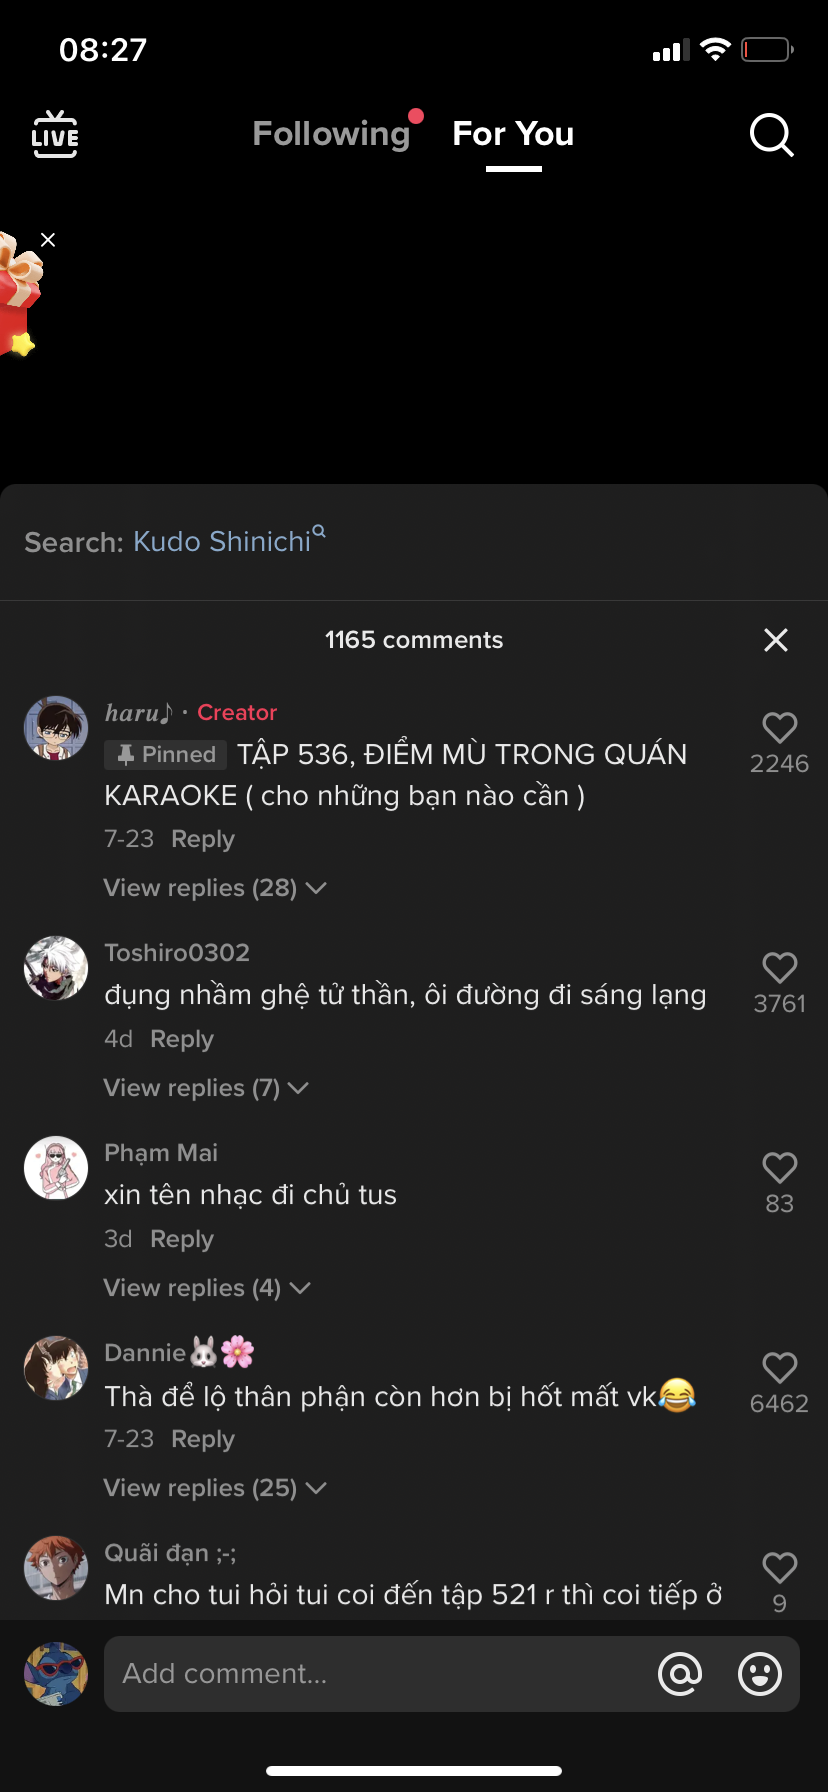 08:27
LIVE
Following
For You
Search: Kudo Shinichi
1165 comments
haru♪ · Creator
Pinned TẬP 536, ĐIỂM MÙ TRONG QUÁN
KARAOKE ( cho những bạn nào cần )
2246
7-23 Reply
View replies (28)
Toshiro0302
đụng nhầm ghệ tử thần, ôi đường đi sáng lạng
3761
4d Reply
View replies (7)
Phạm Mai
xin tên nhạc đi chủ tus
83
3d Reply
View replies (4)
Dannie🐰🌸
Thà để lộ thân phận còn hơn bị hốt mất vk😂
6462
7-23 Reply
View replies (25)
Quãi đạn ;-;
Mn cho tui hỏi tui coi đến tập 521 r thì coi tiếp ở
9
Add comment...